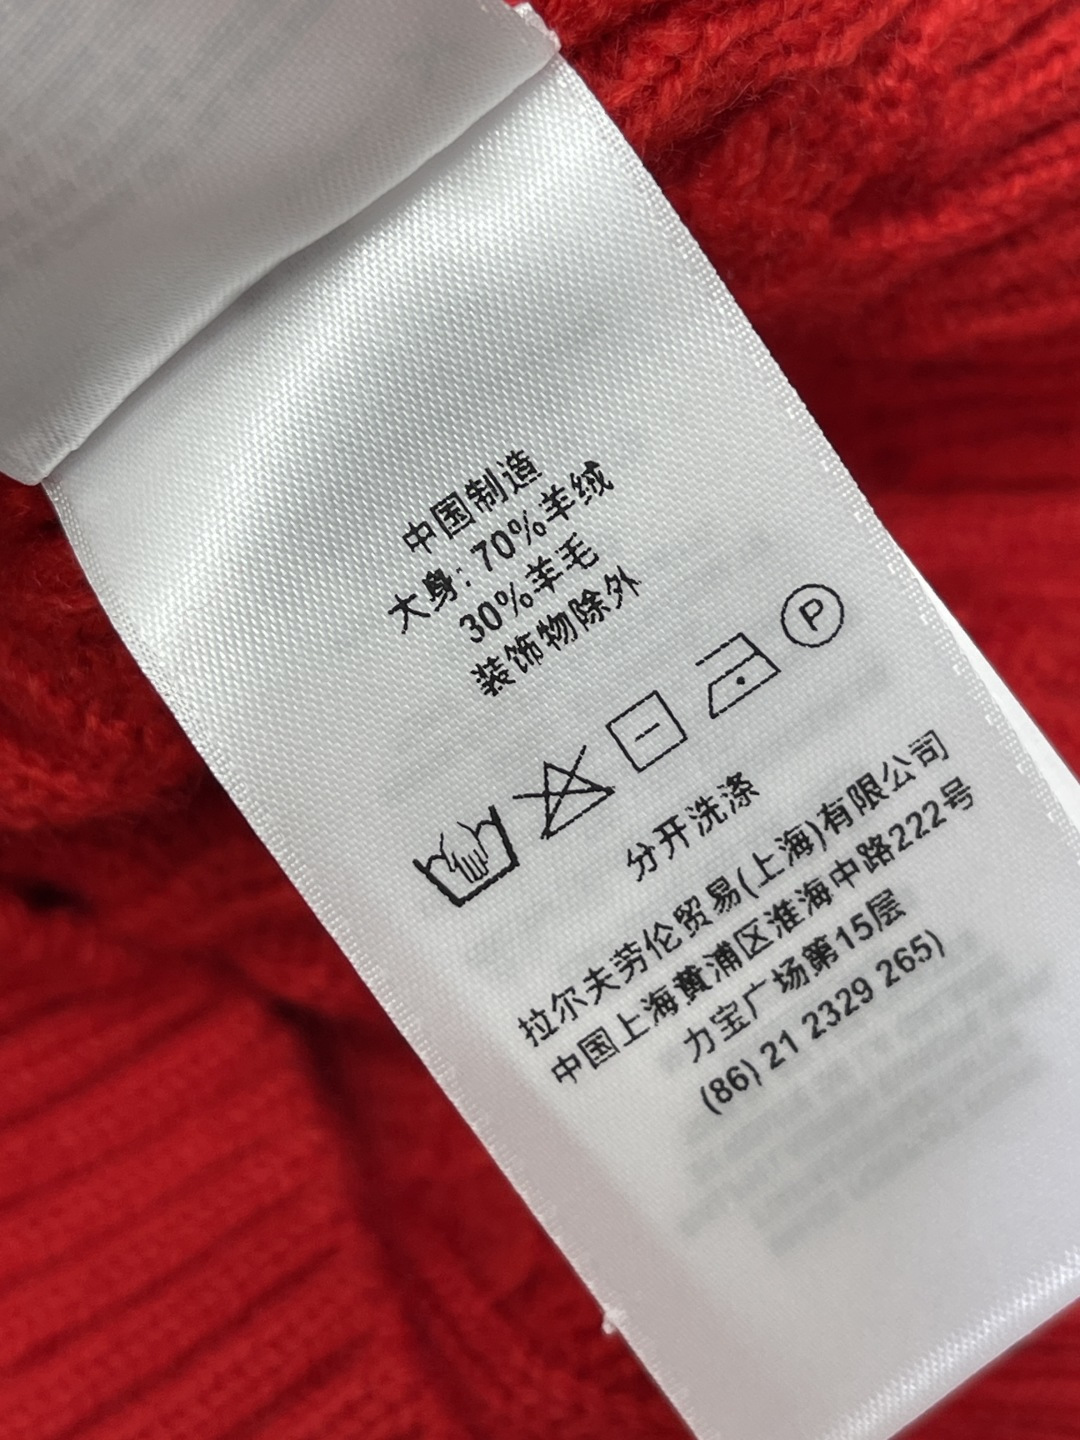 中国制造
大身: 70%羊绒
30%羊毛
装饰物除外
P
分开洗涤
拉尔夫劳伦贸易(上海)有限公司
中国上海黄浦区淮海中路222号
力宝广场第15层
(86) 21 2329 265)